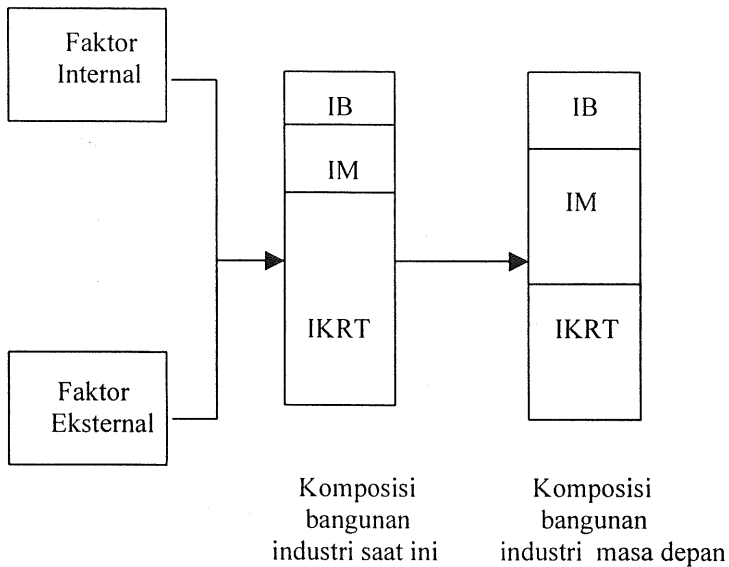 Faktor
Internal
Faktor
Eksternal
IB
IM
IKRT
Komposisi
bangunan
industri saat ini
IB
IM
IKRT
Komposisi
bangunan
industri masa depan